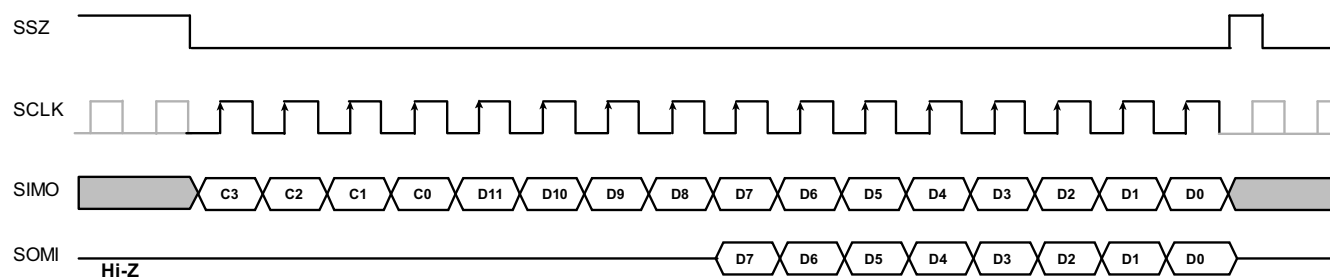 SSZ
SCLK
SIMO C3 C2 C1 C0 D11 D10 D9 D8 D7 D6 D5 D4 D3 D2 D1 D0
SOMI D7 D6 D5 D4 D3 D2 D1 D0
Hi-Z